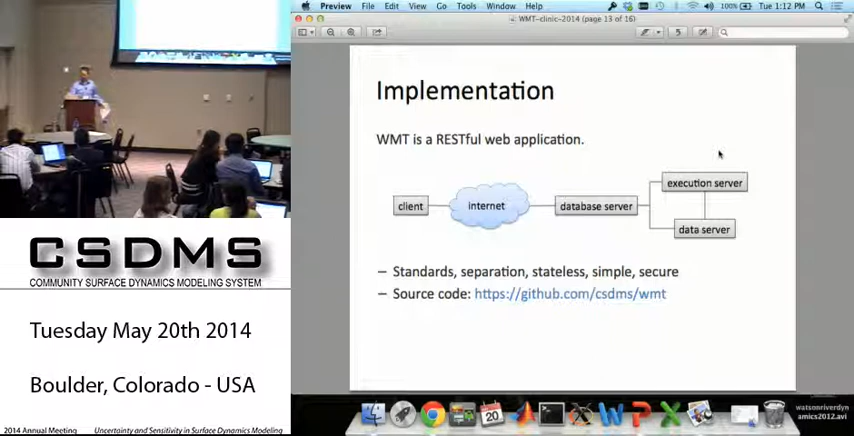 Preview File Edit View Go Tools Window Help
100%
Tue 1:12 PM
WMT-clinic-2014 (page 13 of 16)
Implementation
WMT is a RESTful web application.
client
internet
database server
execution server
data server
– Standards, separation, stateless, simple, secure
– Source code: https://github.com/csdms/wmt
20
watsonriverdyn
amics2012.avi
CSDMS
COMMUNITY SURFACE DYNAMICS MODELING SYSTEM
Tuesday May 20th 2014
Boulder, Colorado - USA
2014 Annual Meeting
Uncertainty and Sensitivity in Surface Dynamics Modeling